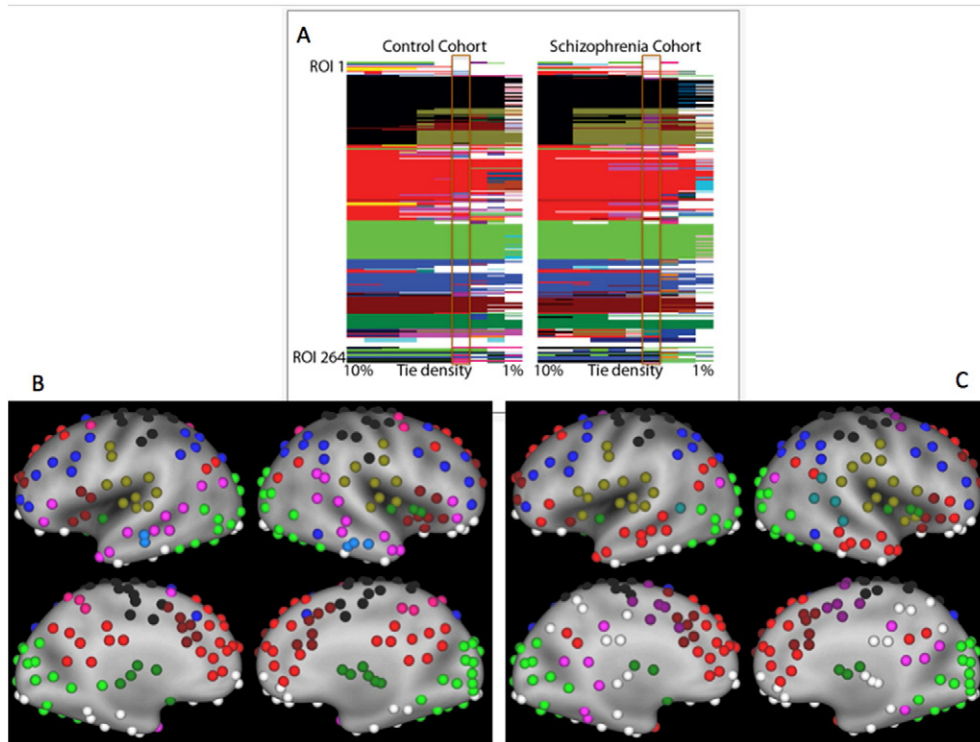 A
Control Cohort
Schizophrenia Cohort
ROI 1
ROI 264
10% Tie density 1%
10% Tie density 1%
B
C